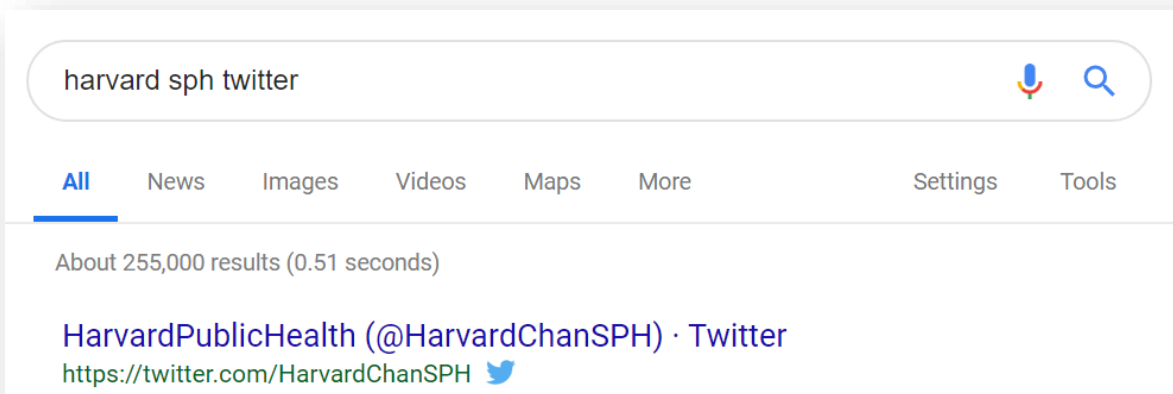 harvard sph twitter
All News Images Videos Maps More Settings Tools
About 255,000 results (0.51 seconds)
HarvardPublicHealth (@HarvardChanSPH) · Twitter
https://twitter.com/HarvardChanSPH